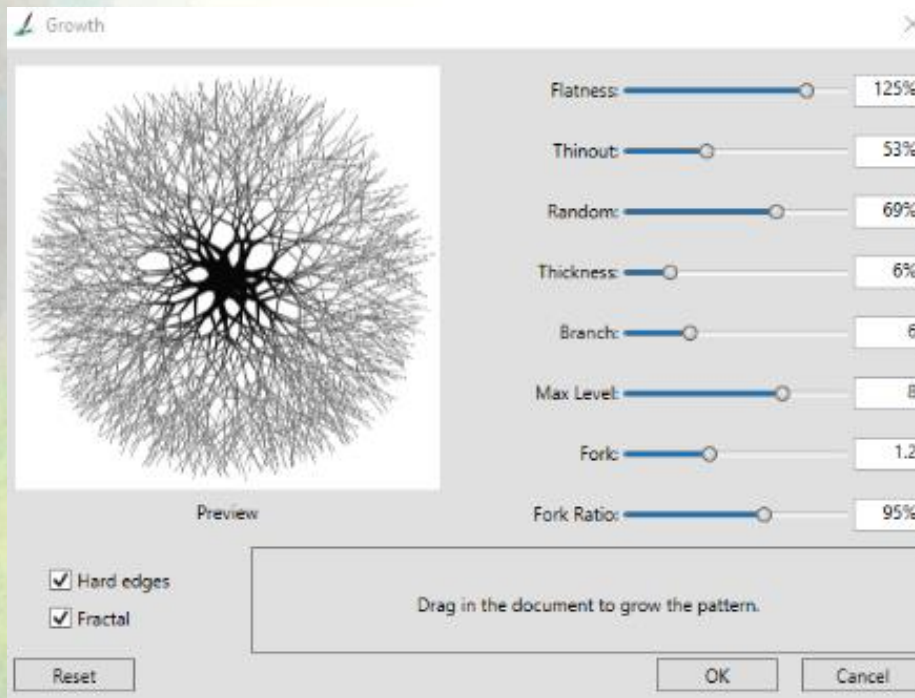 Growth
Flatness: 125%
Thinout: 53%
Random: 69%
Thickness: 6%
Branch: 6
Max Level: 8
Fork: 1.2
Fork Ratio: 95%
Preview
Hard edges
Fractal
Drag in the document to grow the pattern.
Reset
OK
Cancel